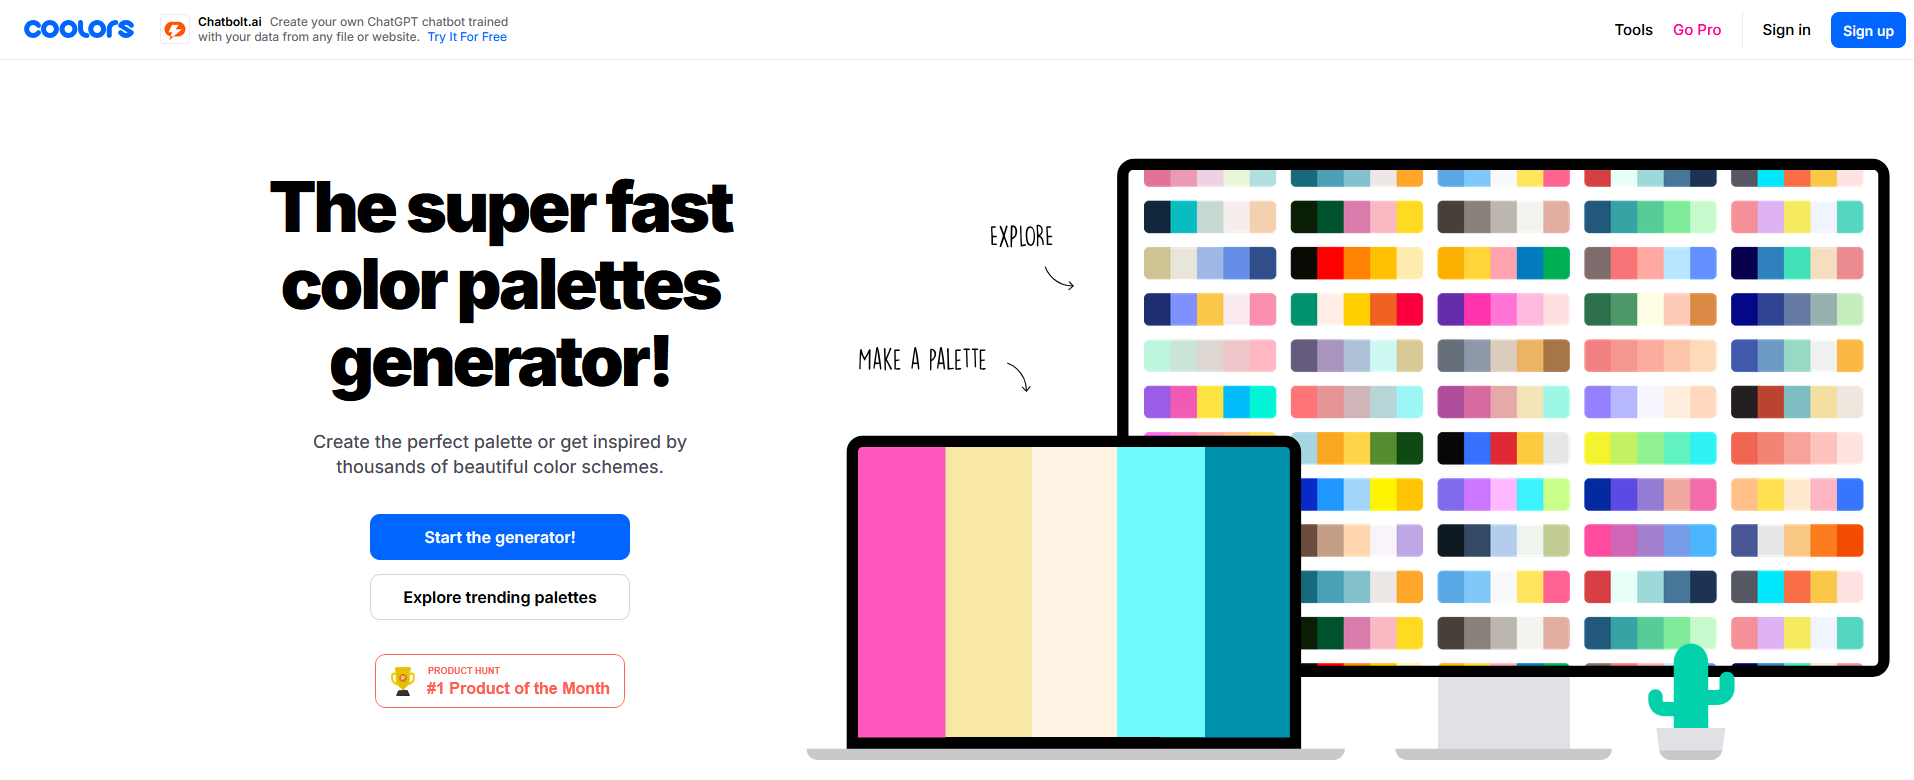 coolors
Chatbolt.ai Create your own ChatGPT chatbot trained
with your data from any file or website. Try It For Free
Tools
Go Pro
Sign in
Sign up
The super fast
color palettes
generator!
Create the perfect palette or get inspired by
thousands of beautiful color schemes.
Start the generator!
Explore trending palettes
PRODUCT HUNT
#1 Product of the Month
EXPLORE
MAKE A PALETTE